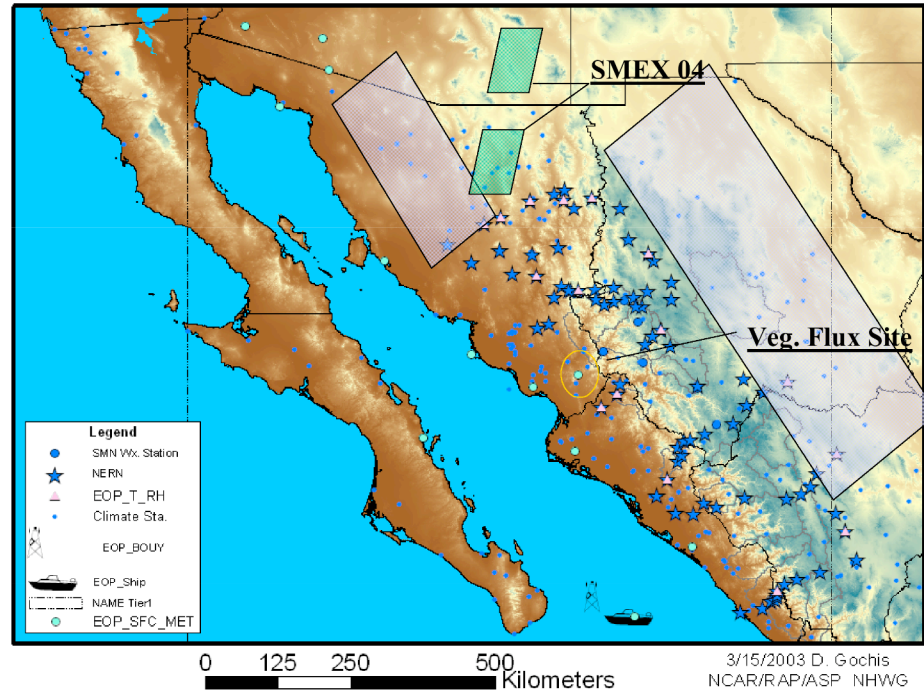 SMEX 04
Veg. Flux Site
Legend
SMN Wx. Station
NERN
EOP_T_RH
Climate Sta.
EOP_BOUY
EOP_Ship
NAME Tier1
EOP_SFC_MET
0 125 250 500
Kilometers
3/15/2003 D. Gochis
NCAR/RAP/ASP NHWG